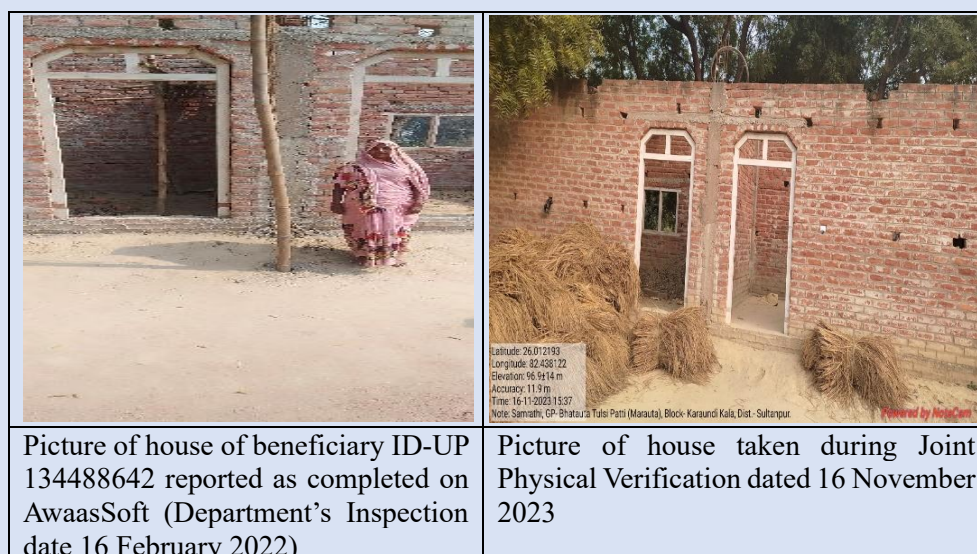 Latitude: 26.012193
Longitude: 82.438122
Elevation: 96.9±14 m
Accuracy: 11.9 m
Time: 16-11-2023 15:37
Note: Samrathi, GP- Bhatauta Tulsi Patti (Marauta), Block- Karaundi Kala, Dist.- Sultanpur.
Powered by NoteCam
Picture of house of beneficiary ID-UP
134488642 reported as completed on
AwaasSoft (Department's Inspection
date 16 February 2022)
Picture of house taken during Joint
Physical Verification dated 16 November
2023